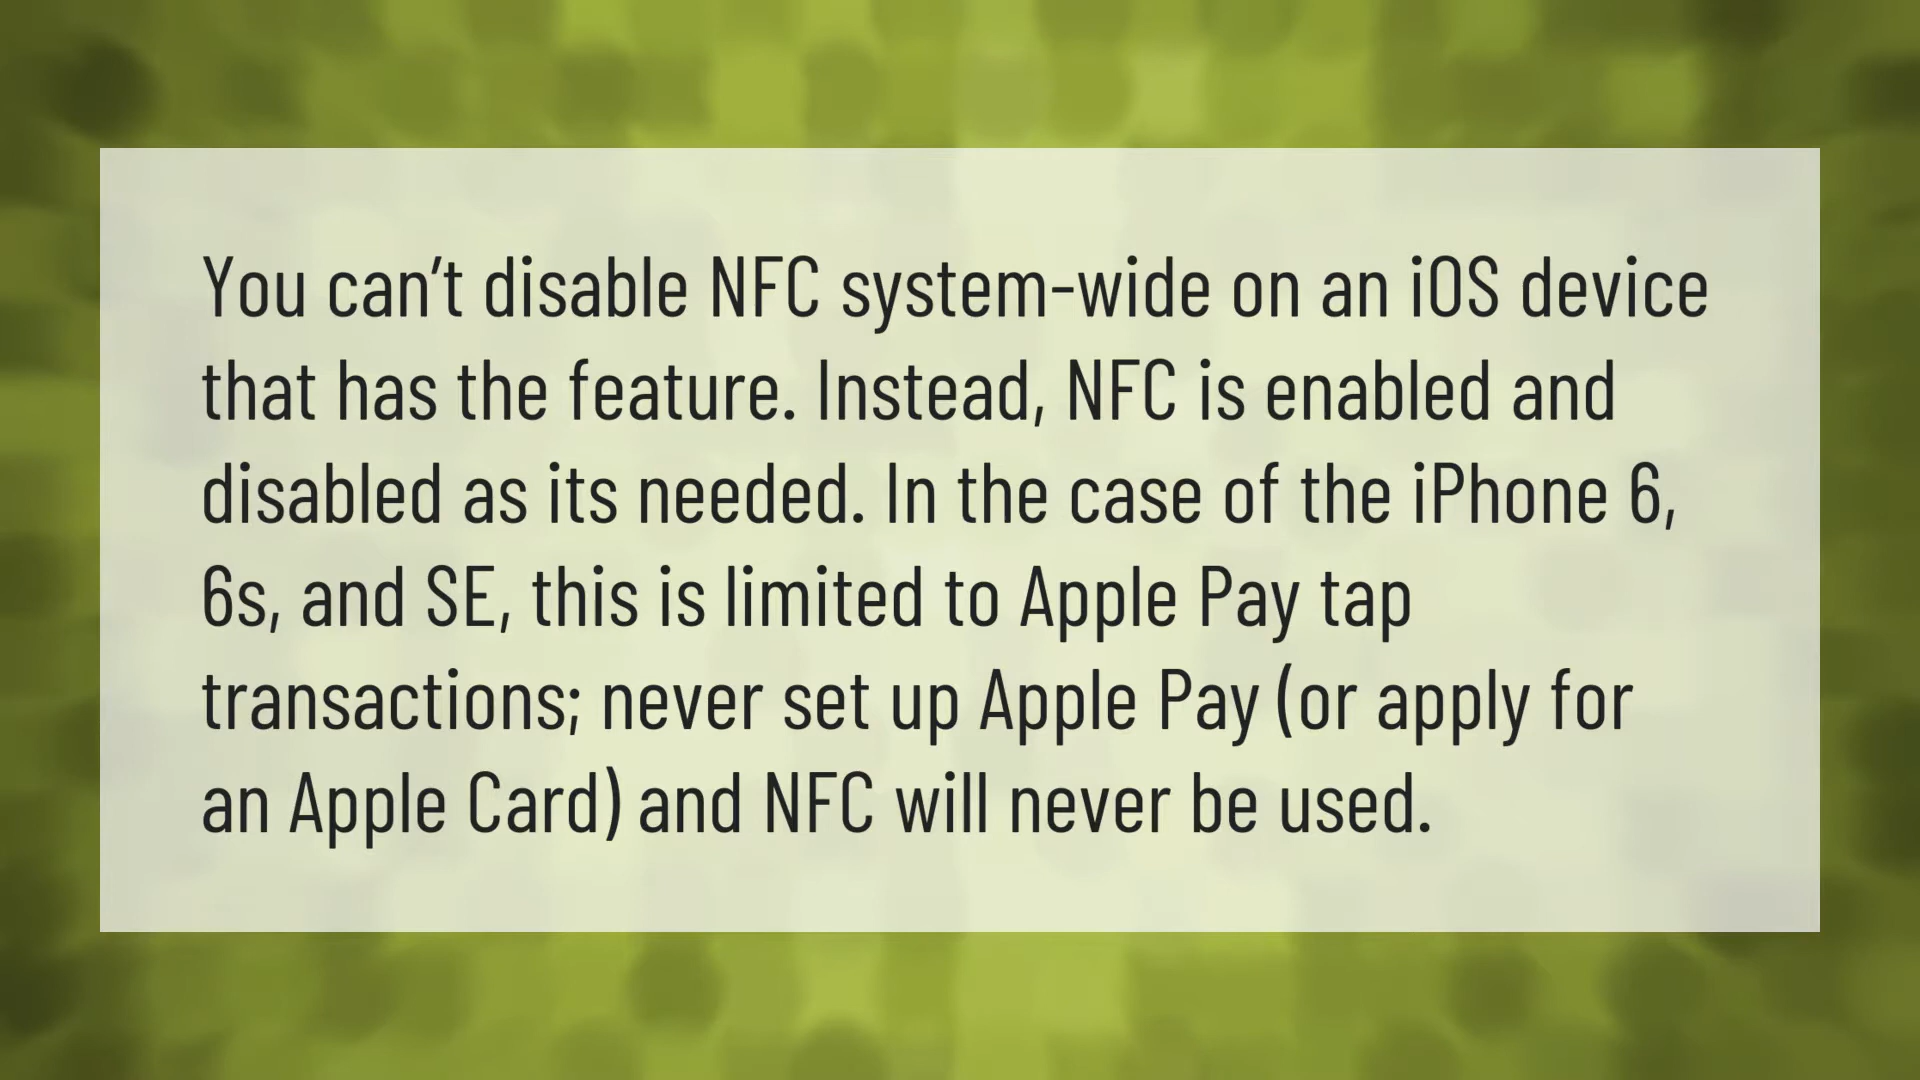 You can’t disable NFC system-wide on an iOS device
that has the feature. Instead, NFC is enabled and
disabled as its needed. In the case of the iPhone 6,
6s, and SE, this is limited to Apple Pay tap
transactions; never set up Apple Pay (or apply for
an Apple Card) and NFC will never be used.